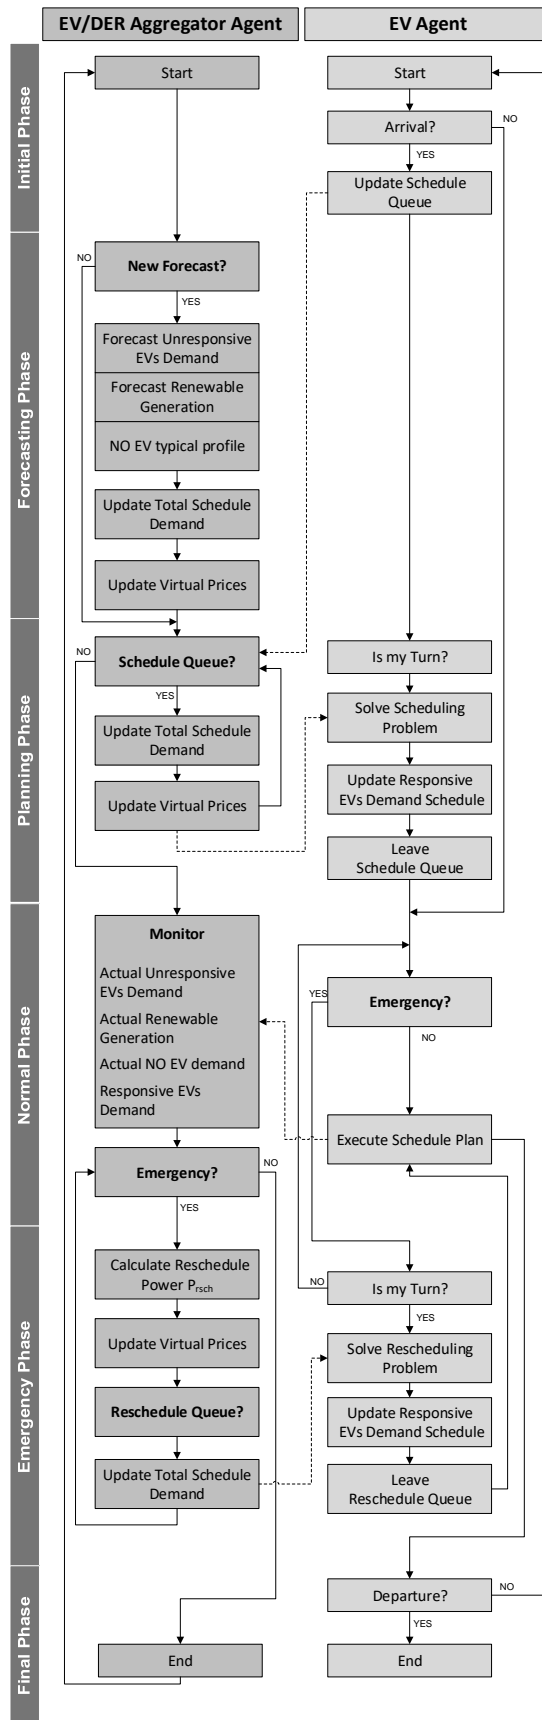 EV/DER Aggregator Agent
EV Agent
Initial Phase
Start
Start
Arrival?
NO
YES
Update Schedule
Queue
Forecasting Phase
NO
New Forecast?
YES
Forecast Unresponsive
EVs Demand
Forecast Renewable
Generation
NO EV typical profile
Update Total Schedule
Demand
Update Virtual Prices
Planning Phase
NO
Schedule Queue?
YES
Update Total Schedule
Demand
Update Virtual Prices
Is my Turn?
Solve Scheduling
Problem
Update Responsive
EVs Demand Schedule
Leave
Schedule Queue
Normal Phase
Monitor
Actual Unresponsive
EVs Demand
Actual Renewable
Generation
Actual NO EV demand
Responsive EVs
Demand
YES
Emergency?
NO
Execute Schedule Plan
Emergency?
NO
YES
Emergency Phase
Calculate Reschedule
Power Prsch
Update Virtual Prices
Reschedule Queue?
Update Total Schedule
Demand
NO
Is my Turn?
YES
Solve Rescheduling
Problem
Update Responsive
EVs Demand Schedule
Leave
Reschedule Queue
Final Phase
Departure?
NO
YES
End
End